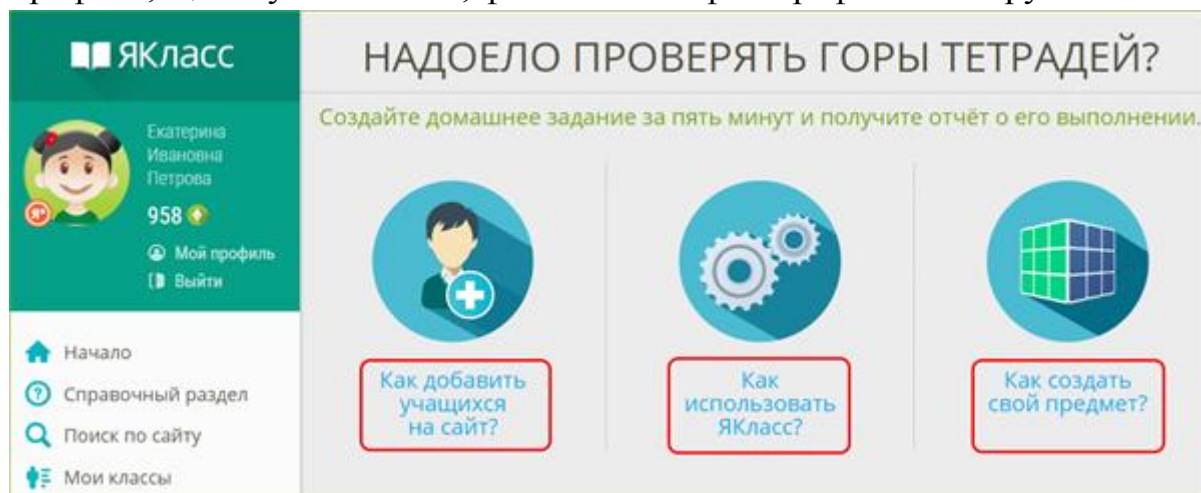 ЯКласс
НАДОЕЛО ПРОВЕРЯТЬ ГОРЫ ТЕТРАДЕЙ?
Создайте домашнее задание за пять минут и получите отчёт о его выполнении.
Екатерина
Ивановна
Петрова
958
Мой профиль
Выйти
Начало
Справочный раздел
Поиск по сайту
Мои классы
Как добавить
учащихся
на сайт?
Как
использовать
ЯКласс?
Как создать
свой предмет?